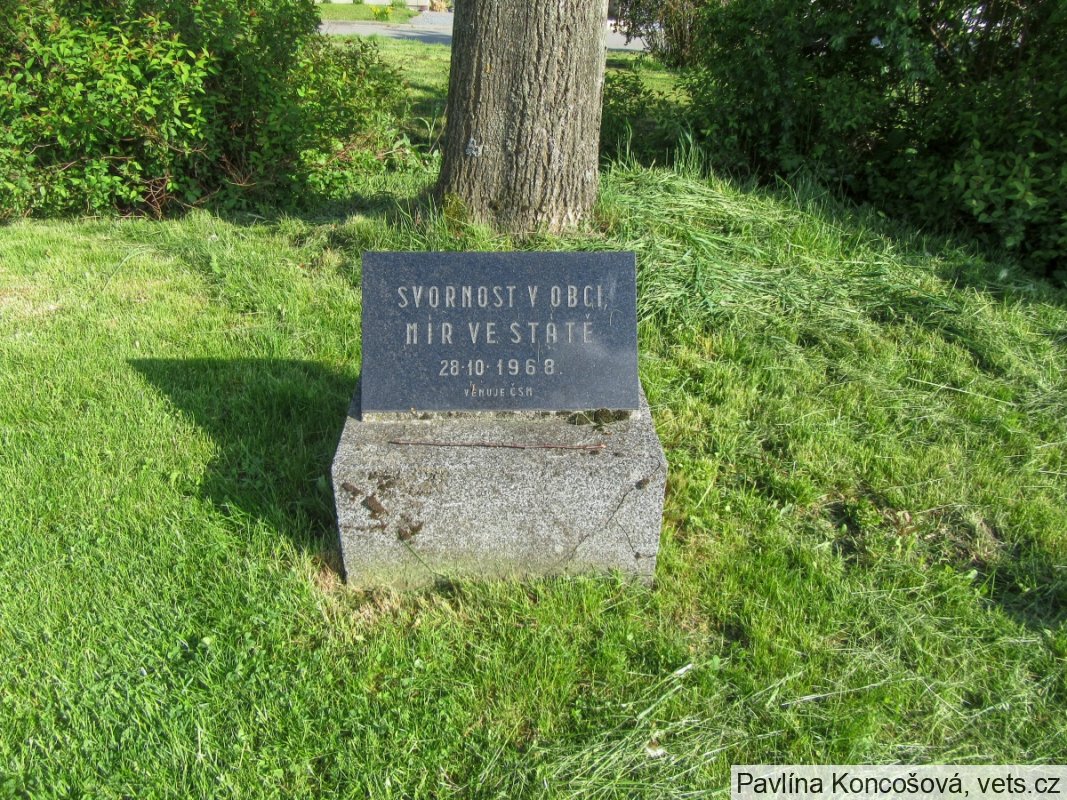 SVORNOST V OBCI,
MÍR VE STÁTĚ
28·10·1968.
VĚNUJE ČSM
Pavlína Koncošová, vets.cz